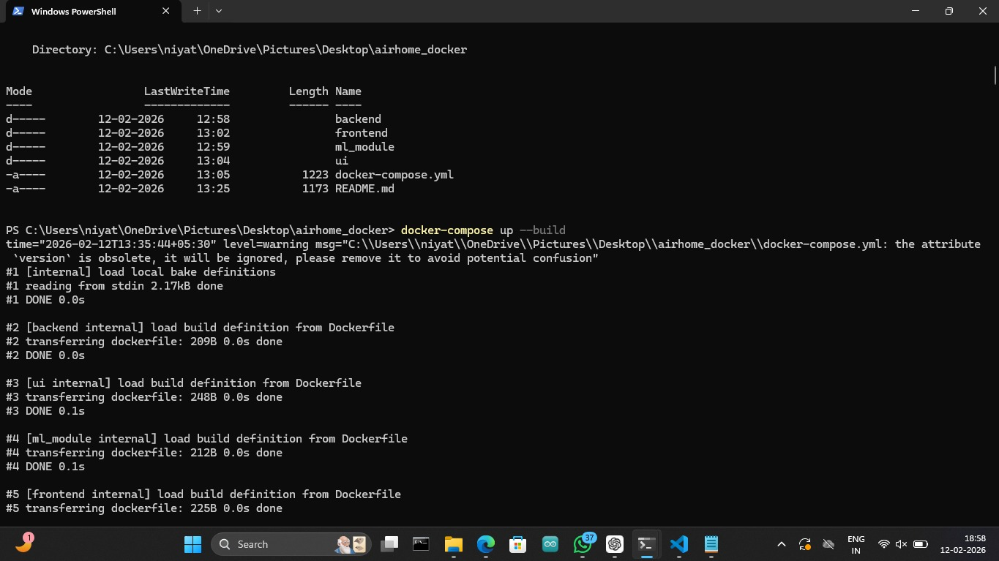 Windows PowerShell
Directory: C:\Users\niyat\OneDrive\Pictures\Desktop\airhome_docker
Mode LastWriteTime Length Name
---- ------------- ------ ----
d----- 12-02-2026 12:58 backend
d----- 12-02-2026 13:02 frontend
d----- 12-02-2026 12:59 ml_module
d----- 12-02-2026 13:04 ui
-a---- 12-02-2026 13:05 1223 docker-compose.yml
-a---- 12-02-2026 13:25 1173 README.md
PS C:\Users\niyat\OneDrive\Pictures\Desktop\airhome_docker> docker-compose up --build
time="2026-02-12T13:35:44+05:30" level=warning msg="C:\\Users\\niyat\\OneDrive\\Pictures\\Desktop\\airhome_docker\\docker-compose.yml: the attribute
`version` is obsolete, it will be ignored, please remove it to avoid potential confusion"
#1 [internal] load local bake definitions
#1 reading from stdin 2.17kB done
#1 DONE 0.0s
#2 [backend internal] load build definition from Dockerfile
#2 transferring dockerfile: 209B 0.0s done
#2 DONE 0.0s
#3 [ui internal] load build definition from Dockerfile
#3 transferring dockerfile: 248B 0.0s done
#3 DONE 0.1s
#4 [ml_module internal] load build definition from Dockerfile
#4 transferring dockerfile: 212B 0.0s done
#4 DONE 0.1s
#5 [frontend internal] load build definition from Dockerfile
#5 transferring dockerfile: 225B 0.0s done
1
Search
37
ENG
IN
18:58
12-02-2026